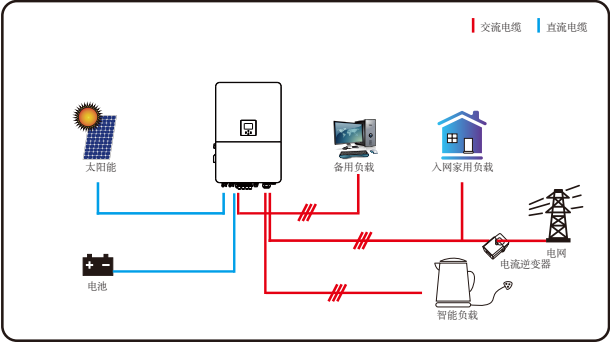 交流电缆 直流电缆
太阳能
备用负载
入网家用负载
电网
电流逆变器
电池
智能负载